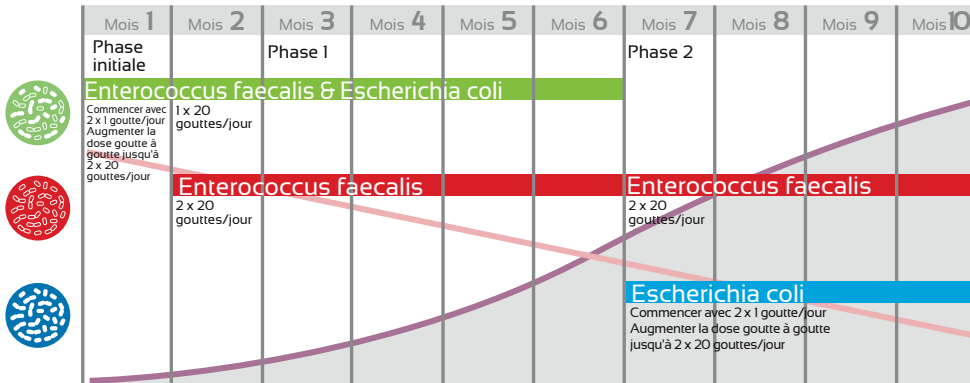 Mois 1 Mois 2 Mois 3 Mois 4 Mois 5 Mois 6 Mois 7 Mois 8 Mois 9 Mois 10
Phase
initiale
Phase 1
Phase 2
Enterococcus faecalis & Escherichia coli
Commencer avec
2 x 1 goutte/jour
Augmenter la
dose goutte à
goutte jusqu'à
2 x 20
gouttes/jour
1 x 20
gouttes/jour
Enterococcus faecalis
2 x 20
gouttes/jour
Enterococcus faecalis
2 x 20
gouttes/jour
Escherichia coli
Commencer avec 2 x 1 goutte/jour
Augmenter la dose goutte à goutte
jusqu'à 2 x 20 gouttes/jour